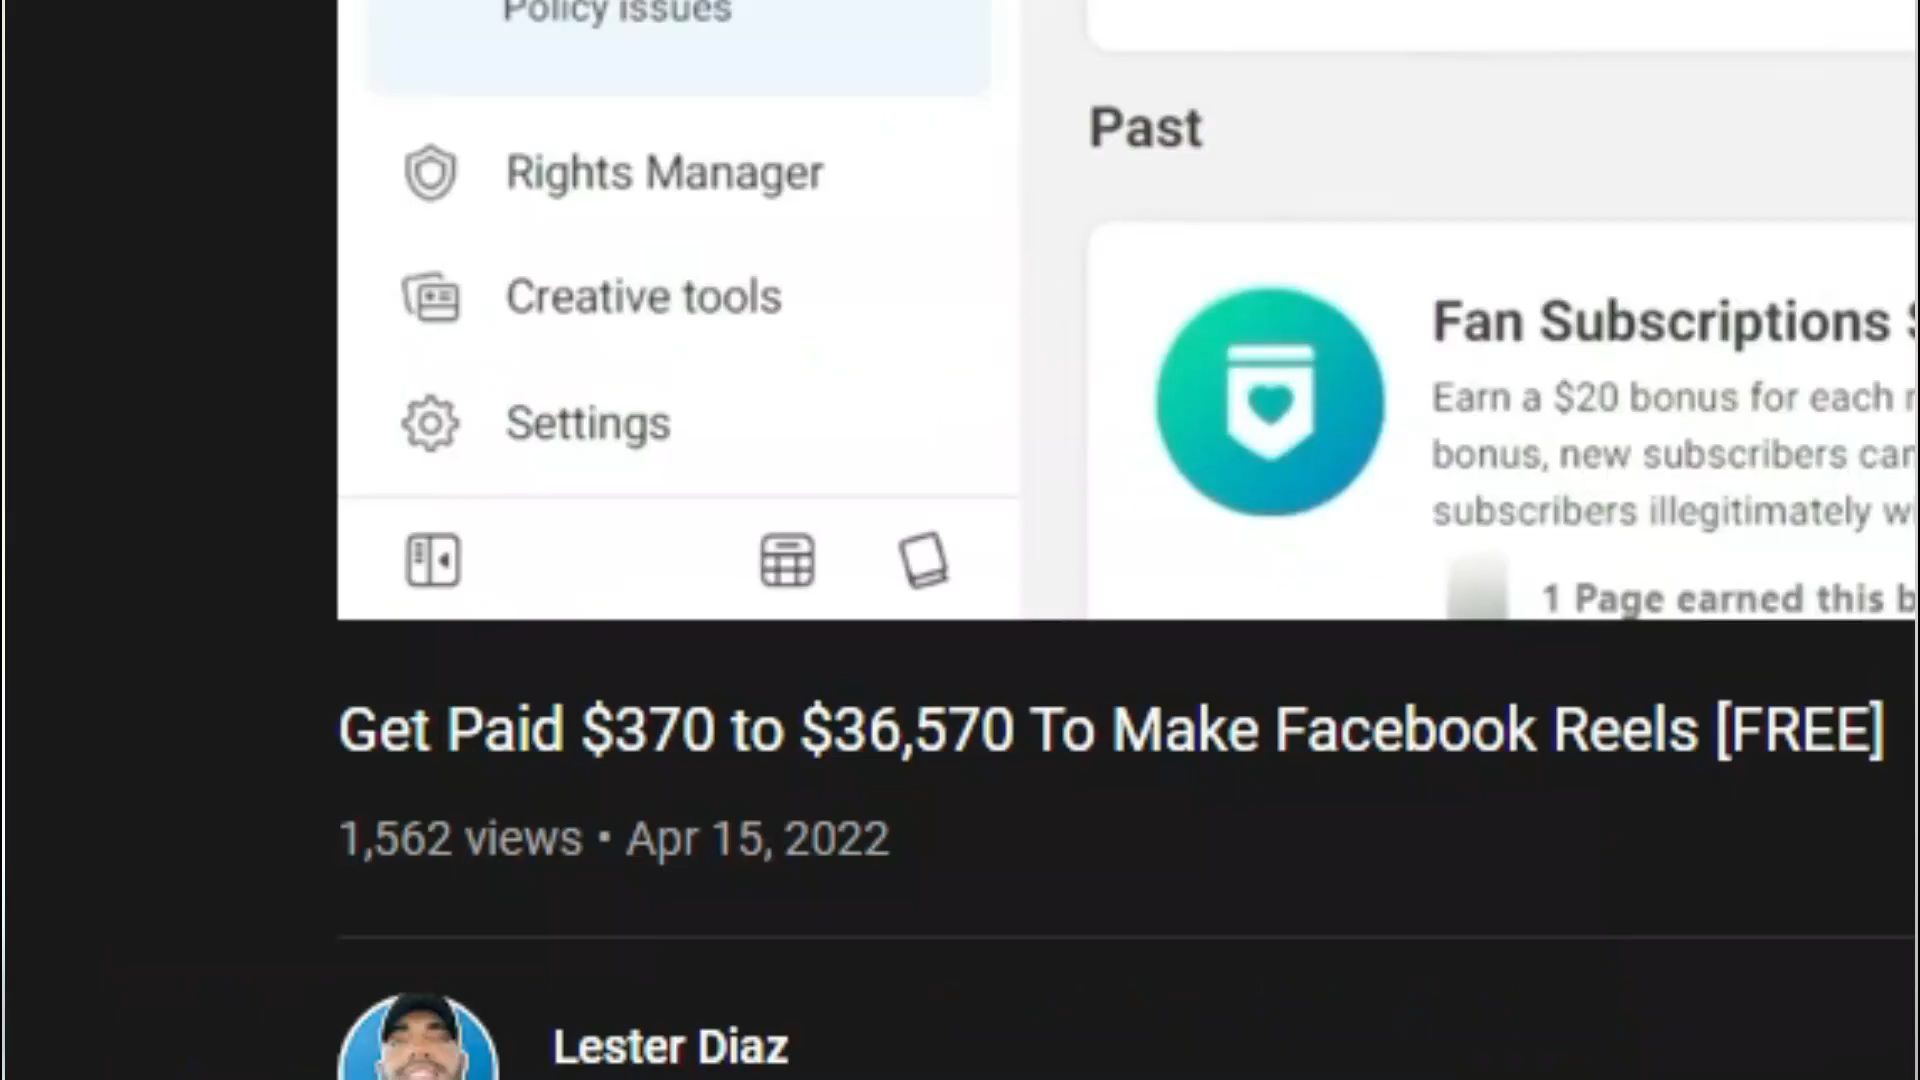 Policy issues
Rights Manager
Creative tools
Settings
Past
Fan Subscriptions
Earn a $20 bonus for each
bonus, new subscribers
subscribers illegitimately
1 Page earned this
Get Paid $370 to $36,570 To Make Facebook Reels [FREE]
1,562 views • Apr 15, 2022
Lester Diaz